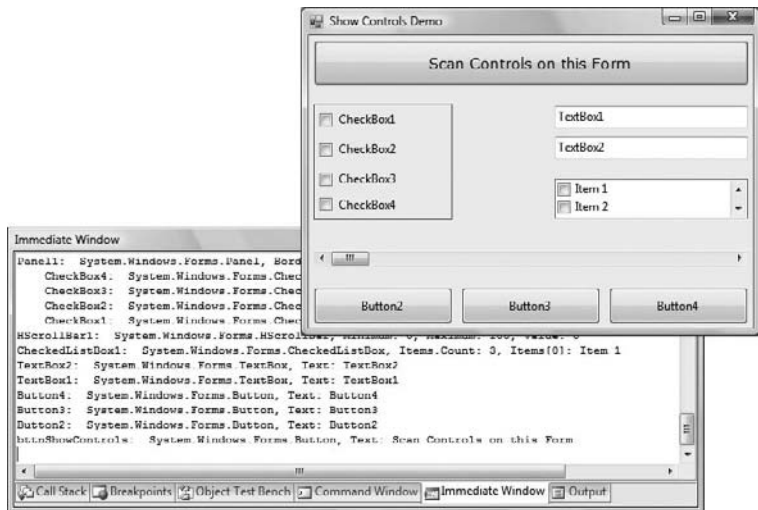 Show Controls Demo
Scan Controls on this Form
CheckBox1
CheckBox2
CheckBox3
CheckBox4
TextBox1
TextBox2
Item 1
Item 2
Button2
Button3
Button4
Immediate Window
Panel1: System.Windows.Forms.Panel, Bord
CheckBox4: System.Windows.Forms.Chec
CheckBox3: System.Windows.Forms.Chec
CheckBox2: System.Windows.Forms.Chec
CheckBox1: System.Windows.Forms.Chec
HScrollBar1: System.Windows.Forms.HScrollBar, Minimum: 0, Maximum: 100, Value: 0
CheckedListBox1: System.Windows.Forms.CheckedListBox, Items.Count: 3, Items[0]: Item 1
TextBox2: System.Windows.Forms.TextBox, Text: TextBox2
TextBox1: System.Windows.Forms.TextBox, Text: TextBox1
Button4: System.Windows.Forms.Button, Text: Button4
Button3: System.Windows.Forms.Button, Text: Button3
Button2: System.Windows.Forms.Button, Text: Button2
bttnShowControls: System.Windows.Forms.Button, Text: Scan Controls on this Form
Call Stack Breakpoints Object Test Bench Command Window Immediate Window Output